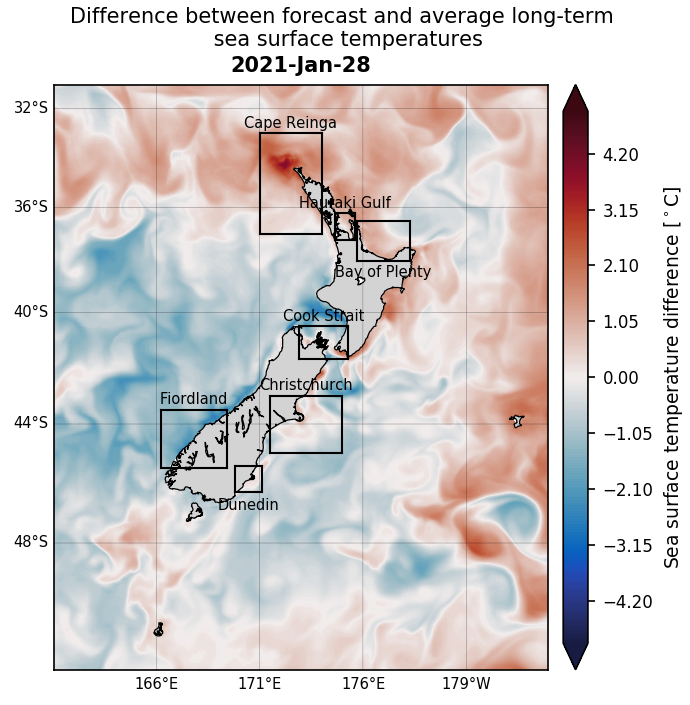 Difference between forecast and average long-term
sea surface temperatures
2021-Jan-28
32°S
36°S
40°S
44°S
48°S
Cape Reinga
Hauraki Gulf
Bay of Plenty
Cook Strait
Christchurch
Fiordland
Dunedin
166°E
171°E
176°E
179°W
4.20
3.15
2.10
1.05
0.00
−1.05
−2.10
−3.15
−4.20
Sea surface temperature difference [°C]